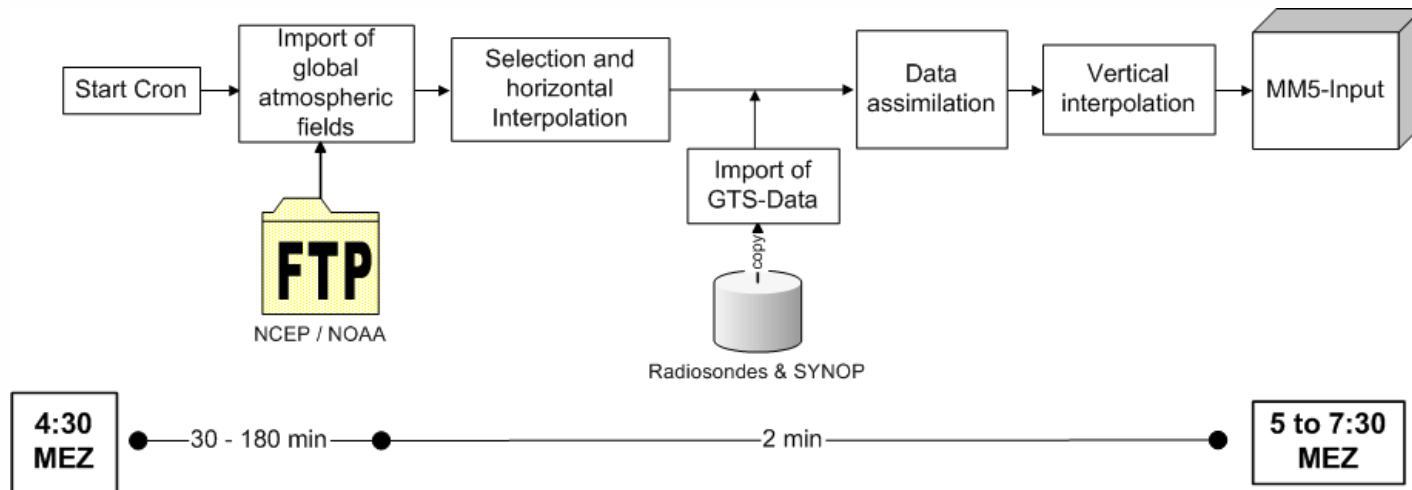 Start Cron
Import of
global
atmospheric
fields
Selection and
horizontal
Interpolation
Data
assimilation
Vertical
interpolation
MM5-Input
Import of
GTS-Data
copy
FTP
NCEP / NOAA
Radiosondes & SYNOP
4:30
MEZ
30 - 180 min
2 min
5 to 7:30
MEZ